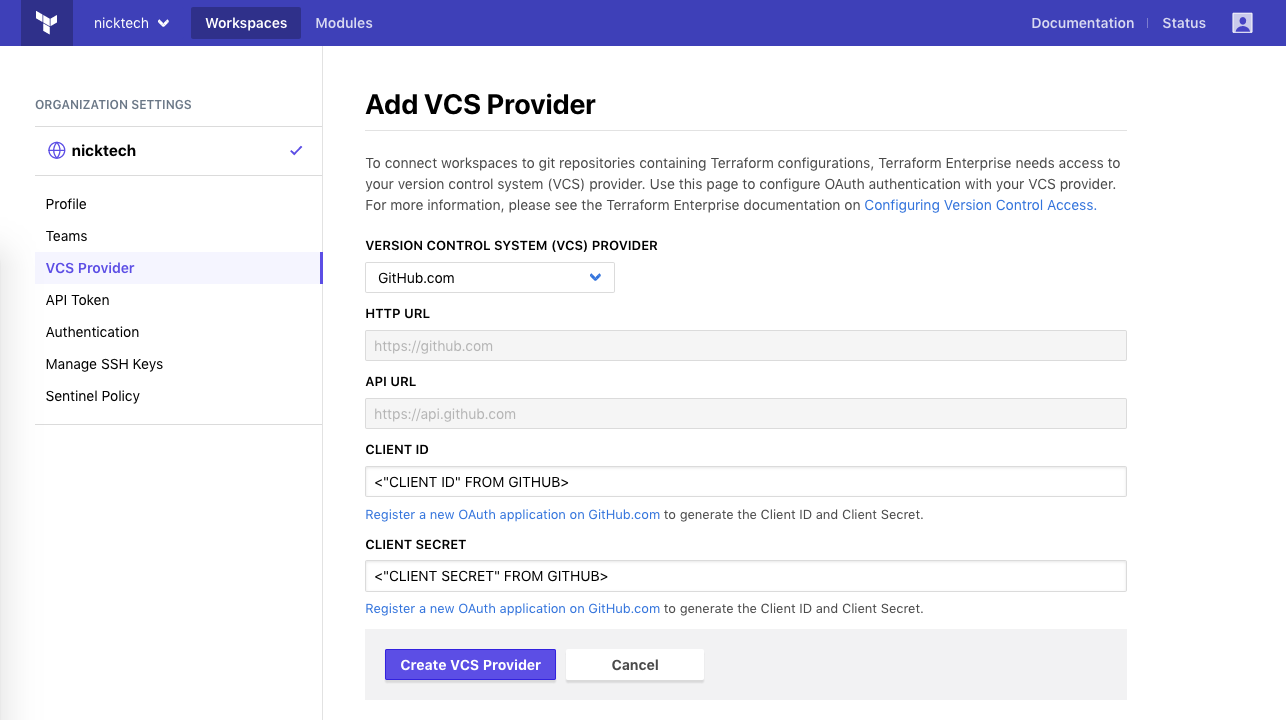 nicktech
Workspaces
Modules
Documentation
Status
ORGANIZATION SETTINGS
nicktech
Profile
Teams
VCS Provider
API Token
Authentication
Manage SSH Keys
Sentinel Policy
Add VCS Provider
To connect workspaces to git repositories containing Terraform configurations, Terraform Enterprise needs access to
your version control system (VCS) provider. Use this page to configure OAuth authentication with your VCS provider.
For more information, please see the Terraform Enterprise documentation on Configuring Version Control Access.
VERSION CONTROL SYSTEM (VCS) PROVIDER
GitHub.com
HTTP URL
https://github.com
API URL
https://api.github.com
CLIENT ID
<"CLIENT ID" FROM GITHUB>
Register a new OAuth application on GitHub.com to generate the Client ID and Client Secret.
CLIENT SECRET
<"CLIENT SECRET" FROM GITHUB>
Register a new OAuth application on GitHub.com to generate the Client ID and Client Secret.
Create VCS Provider
Cancel